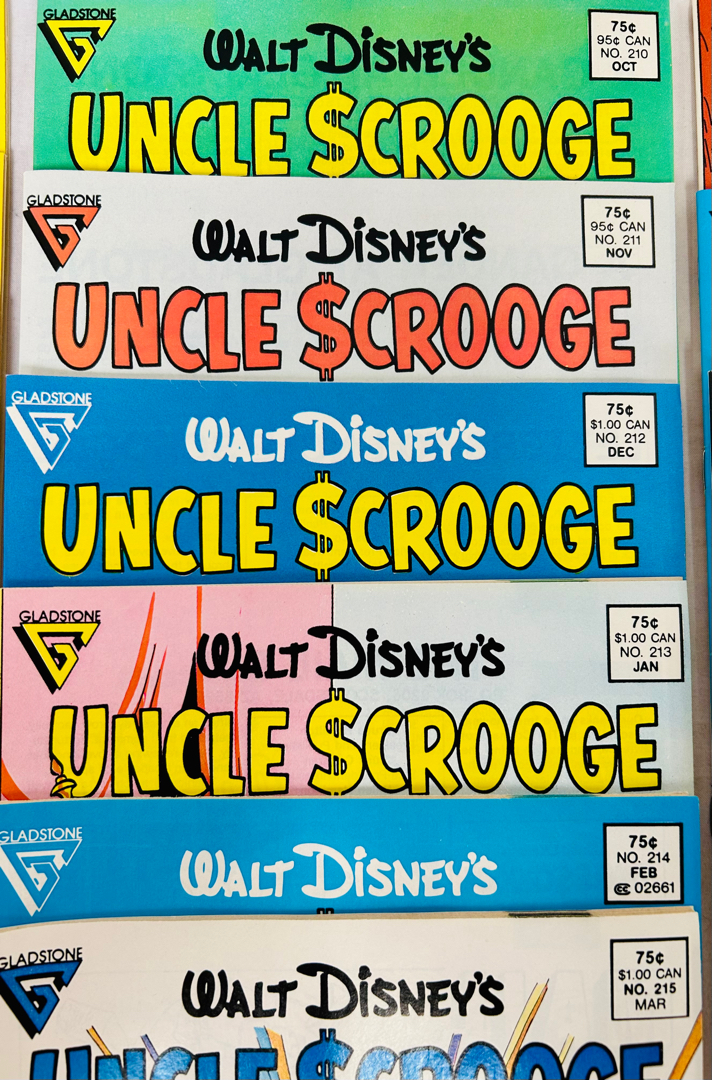 GLADSTONE
WALT DISNEY'S
75¢
95¢ CAN
NO. 210
OCT
UNCLE $CROOGE
GLADSTONE
WALT DISNEY'S
75¢
95¢ CAN
NO. 211
NOV
UNCLE $CROOGE
GLADSTONE
WALT DISNEY'S
75¢
$1.00 CAN
NO. 212
DEC
UNCLE $CROOGE
GLADSTONE
WALT DISNEY'S
75¢
$1.00 CAN
NO. 213
JAN
UNCLE $CROOGE
GLADSTONE
WALT DISNEY'S
75¢
NO. 214
FEB
CC 02661
GLADSTONE
WALT DISNEY'S
75¢
$1.00 CAN
NO. 215
MAR
UNCLE $CROOGE